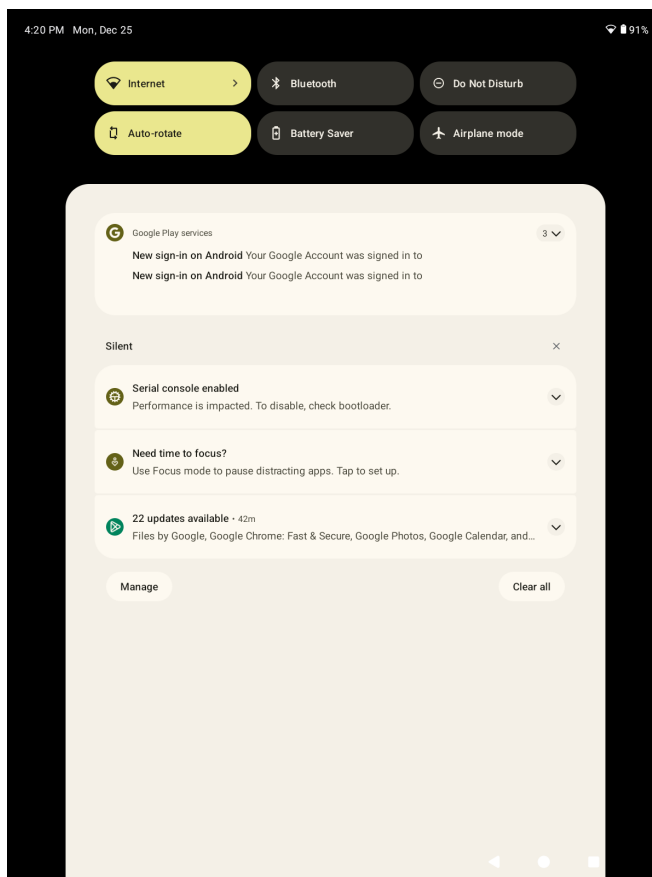 4:20 PM Mon, Dec 25 91%
Internet Bluetooth Do Not Disturb
Auto-rotate Battery Saver Airplane mode
Google Play services 3
New sign-in on Android Your Google Account was signed in to
New sign-in on Android Your Google Account was signed in to
Silent
Serial console enabled
Performance is impacted. To disable, check bootloader.
Need time to focus?
Use Focus mode to pause distracting apps. Tap to set up.
22 updates available · 42m
Files by Google, Google Chrome: Fast & Secure, Google Photos, Google Calendar, and…
Manage Clear all